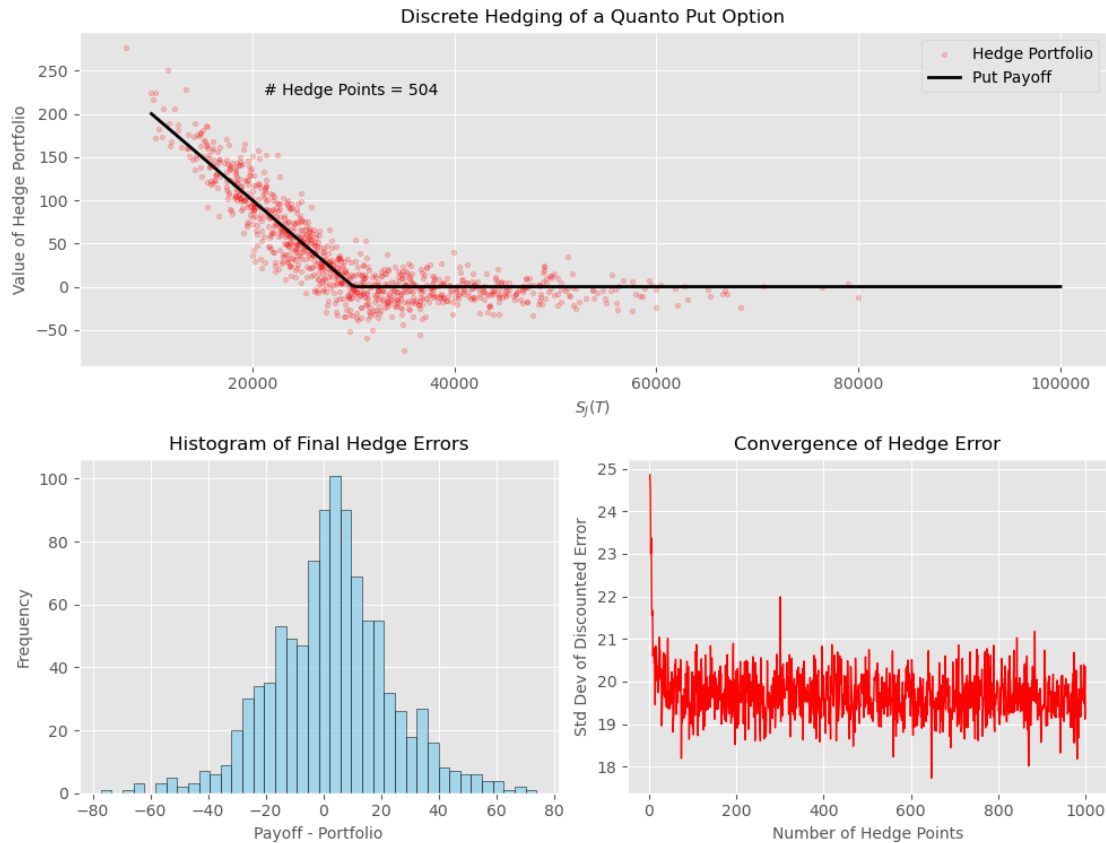 Discrete Hedging of a Quanto Put Option
Value of Hedge Portfolio
250
200
150
100
50
0
−50
# Hedge Points = 504
Hedge Portfolio
Put Payoff
20000 40000 60000 80000 100000
S_J(T)
Histogram of Final Hedge Errors
Frequency
100
80
60
40
20
0
−80 −60 −40 −20 0 20 40 60 80
Payoff - Portfolio
Convergence of Hedge Error
Std Dev of Discounted Error
25
24
23
22
21
20
19
18
0 200 400 600 800 1000
Number of Hedge Points